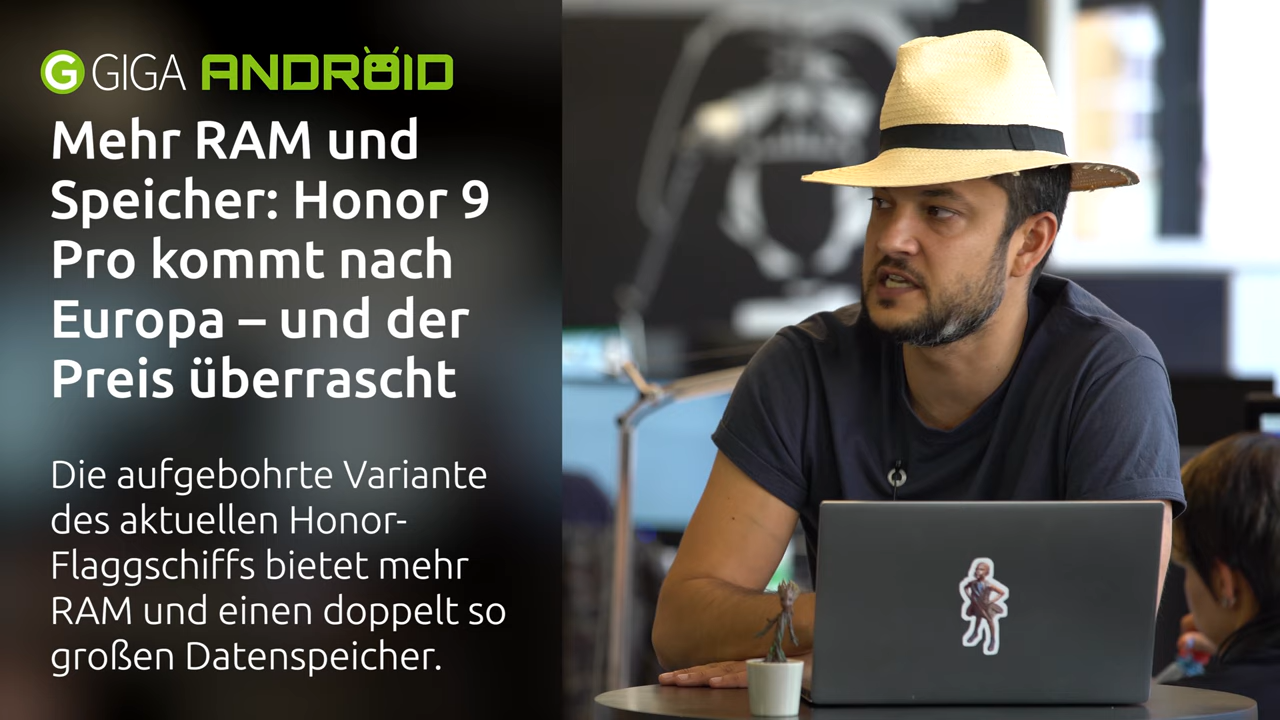 G GIGA ANDROID
Mehr RAM und
Speicher: Honor 9
Pro kommt nach
Europa – und der
Preis überrascht
Die aufgebohrte Variante
des aktuellen Honor-
Flaggschiffs bietet mehr
RAM und einen doppelt so
großen Datenspeicher.